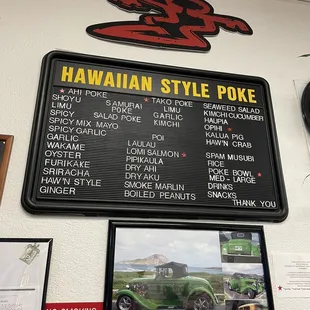 HAWAIIAN STYLE POKE
AHI POKE
SHOYU
LIMU
SPICY
SPICY MIX MAYO
SPICY GARLIC
GARLIC
WAKAME
OYSTER
FURIKAKE
SRIRACHA
HAW'N STYLE
GINGER
SAMURAI
POKE
SALAD POKE
TAKO POKE
LIMU
GARLIC
KIMCHI
POI
LAULAU
LOMI SALMON
PIPIKAULA
DRY AHI
DRY AKU
SMOKE MARLIN
BOILED PEANUTS
SEAWEED SALAD
KIMCHI CUCUMBER
HAUPIA
OPIHI
KALUA PIG
HAW'N CRAB
SPAM MUSUBI
RICE
POKE BOWL
MED - LARGE
DRINKS
SNACKS
THANK YOU
NO SMOKING